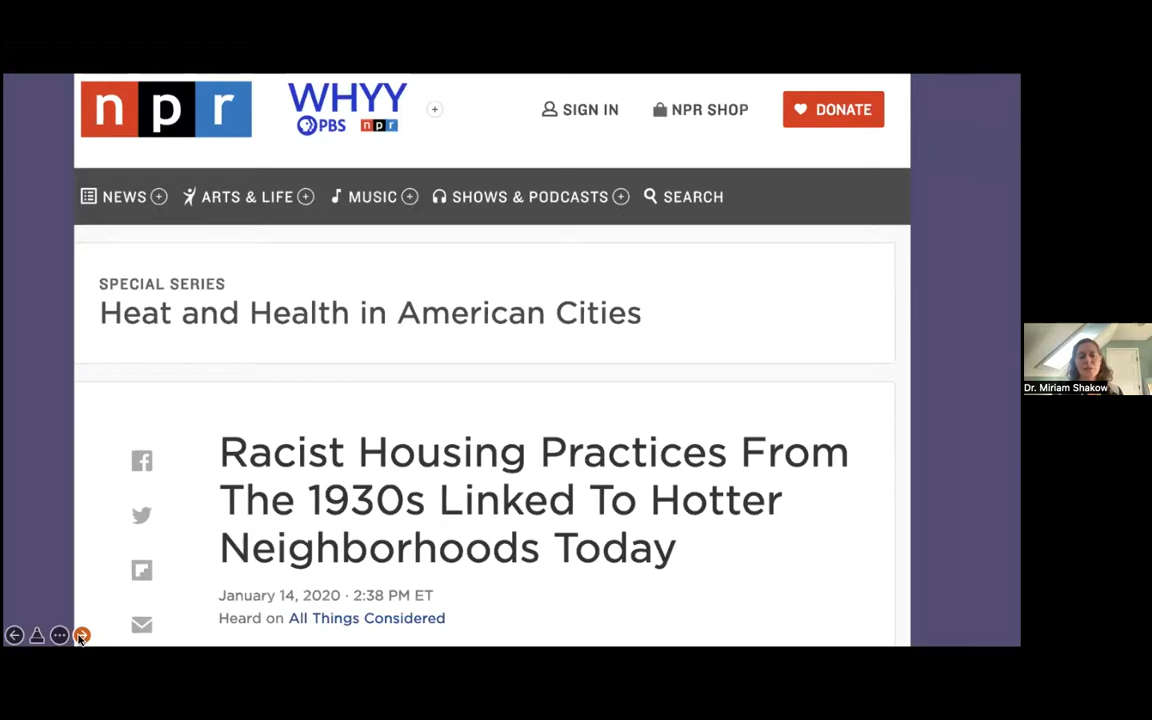 npr
WHYY
PBS npr
SIGN IN
NPR SHOP
DONATE
NEWS
ARTS & LIFE
MUSIC
SHOWS & PODCASTS
SEARCH
SPECIAL SERIES
Heat and Health in American Cities
Racist Housing Practices From
The 1930s Linked To Hotter
Neighborhoods Today
January 14, 2020 · 2:38 PM ET
Heard on All Things Considered
Dr. Miriam Shakow